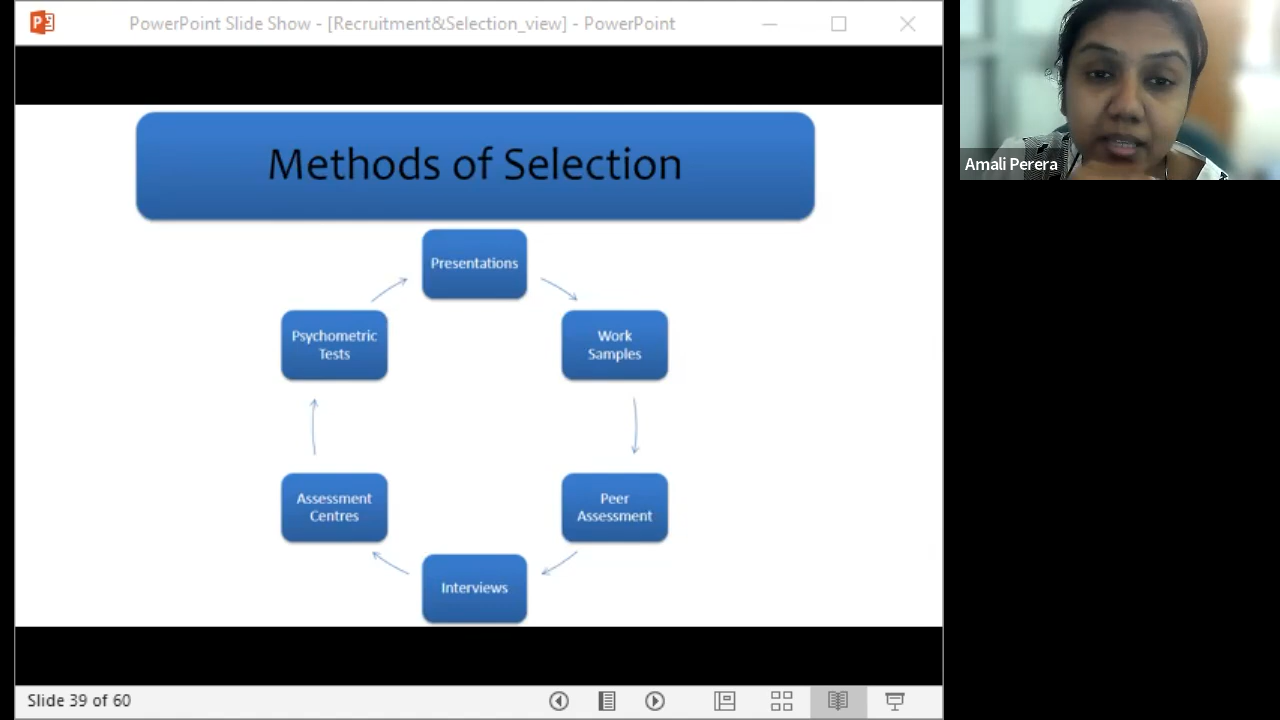 PowerPoint Slide Show - [Recruitment&Selection_view] - PowerPoint
Amali Perera
Methods of Selection
Presentations
Work
Samples
Peer
Assessment
Interviews
Assessment
Centres
Psychometric
Tests
Slide 39 of 60